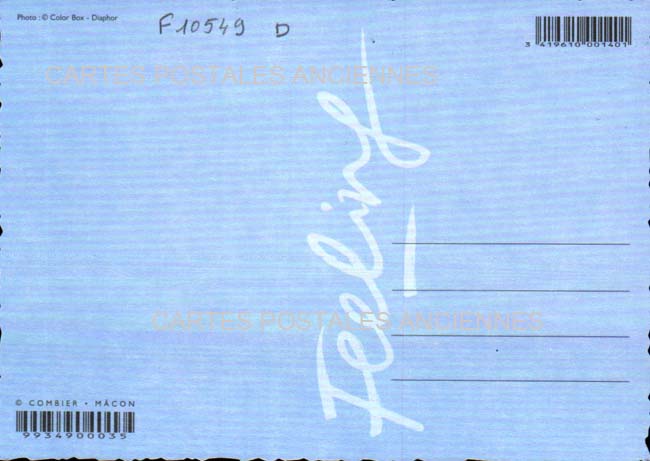 Photo : © Color Box - Diaphor
F10549 D
3 419610 001401
CARTES POSTALES ANCIENNES
Feeling
CARTES POSTALES ANCIENNES
© COMBIER • MÂCON
9934900035